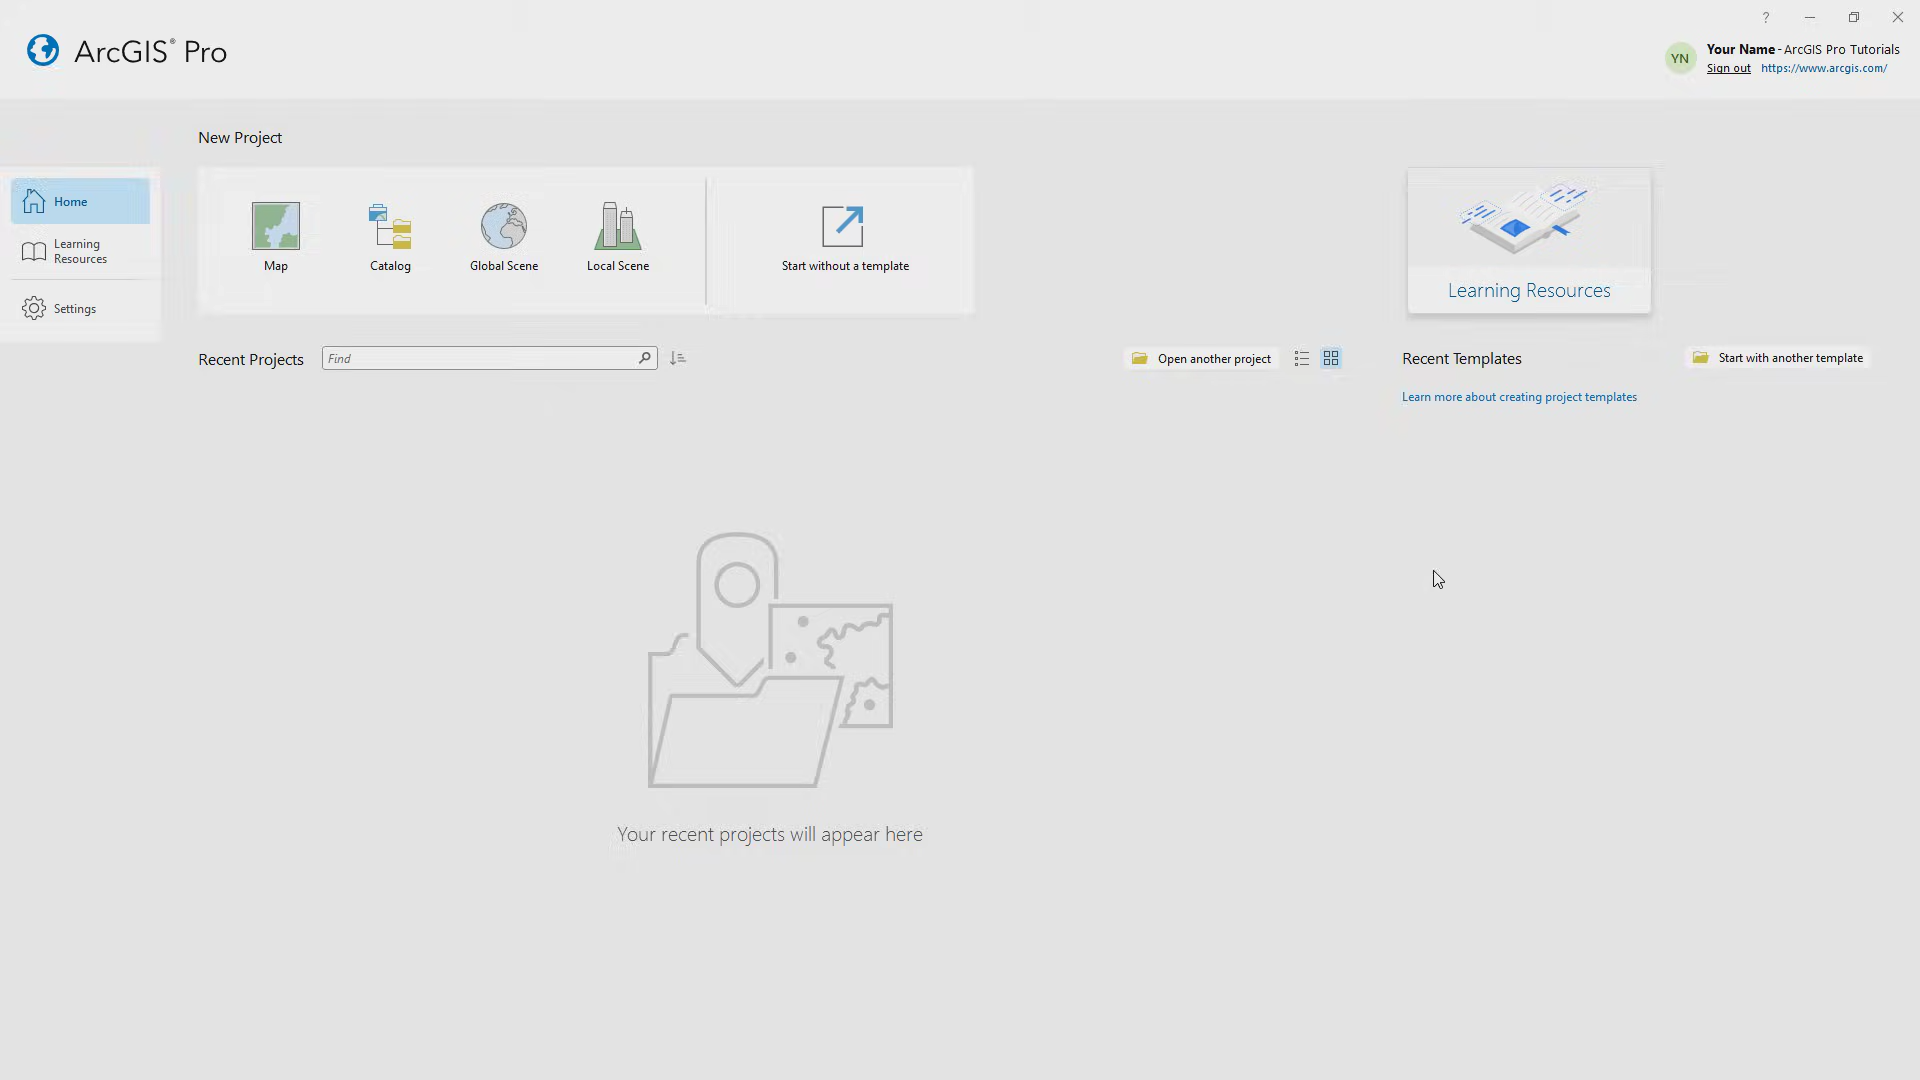 ?
ArcGIS® Pro
YN
Your Name - ArcGIS Pro Tutorials
Sign out https://www.arcgis.com/
New Project
Home
Learning
Resources
Settings
Map
Catalog
Global Scene
Local Scene
Start without a template
Learning Resources
Recent Projects
Find
Open another project
Recent Templates
Start with another template
Learn more about creating project templates
Your recent projects will appear here